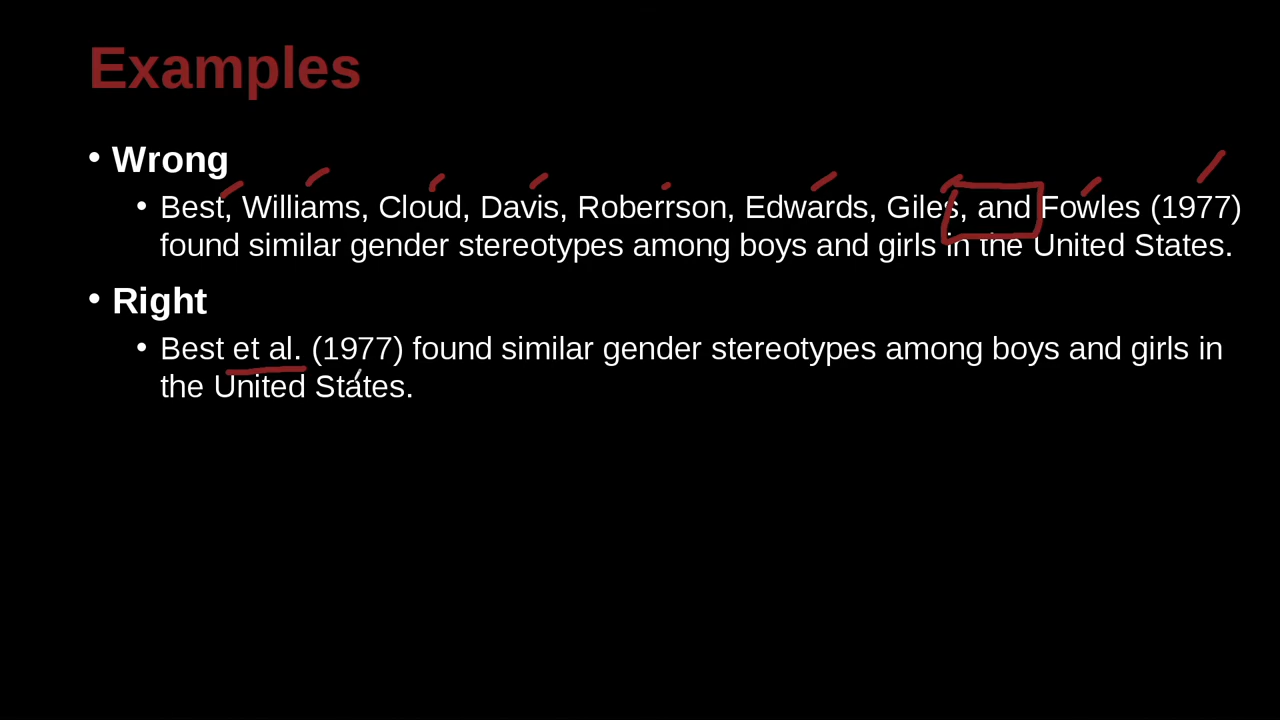 Examples
• Wrong
• Best, Williams, Cloud, Davis, Roberrson, Edwards, Giles, and Fowles (1977)
found similar gender stereotypes among boys and girls in the United States.
• Right
• Best et al. (1977) found similar gender stereotypes among boys and girls in
the United States.